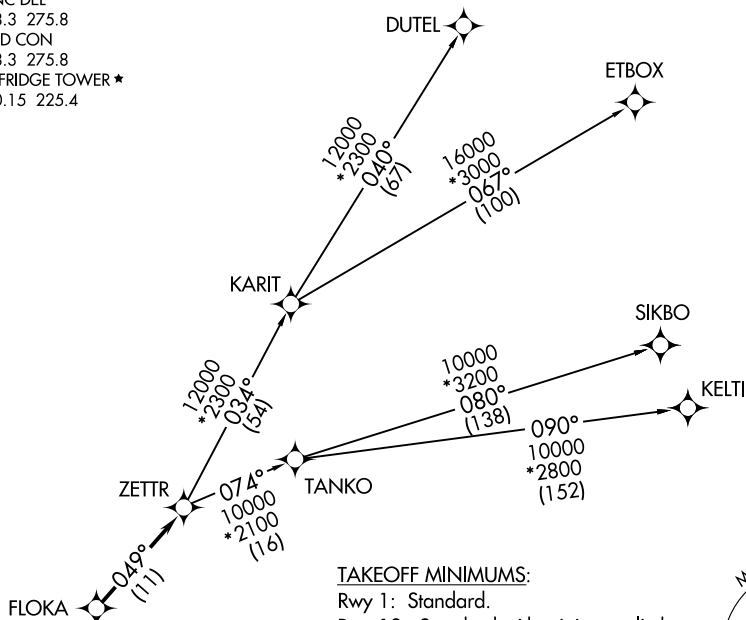 DEL
3.3 275.8
D CON
3.3 275.8
FRIDGE TOWER★
0.15 225.4
DUTEL
ETBOX
12000
*2300
040°
(67)
16000
*3000
067°
(100)
KARIT
SIKBO
12000
*2300
034°
(54)
10000
*3200
080°
(138)
KELTI
090°
10000
*2800
(152)
ZETTR
074°
10000
*2100
(16)
TANKO
049°
(11)
FLOKA
TAKEOFF MINIMUMS:
Rwy 1: Standard.